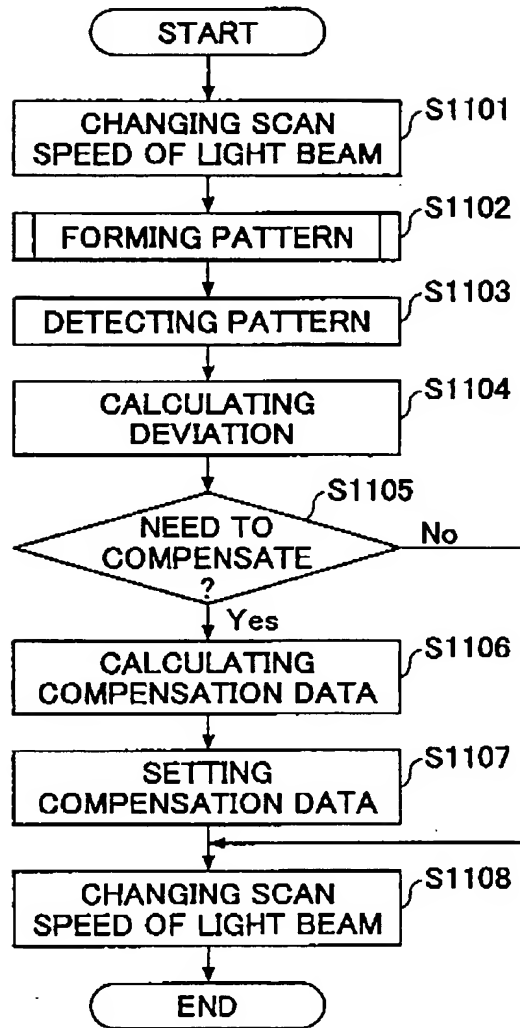 START
CHANGING SCAN
SPEED OF LIGHT BEAM
S1101
FORMING PATTERN
S1102
DETECTING PATTERN
S1103
CALCULATING
DEVIATION
S1104
NEED TO
COMPENSATE
?
S1105
No
Yes
CALCULATING
COMPENSATION DATA
S1106
SETTING
COMPENSATION DATA
S1107
CHANGING SCAN
SPEED OF LIGHT BEAM
S1108
END